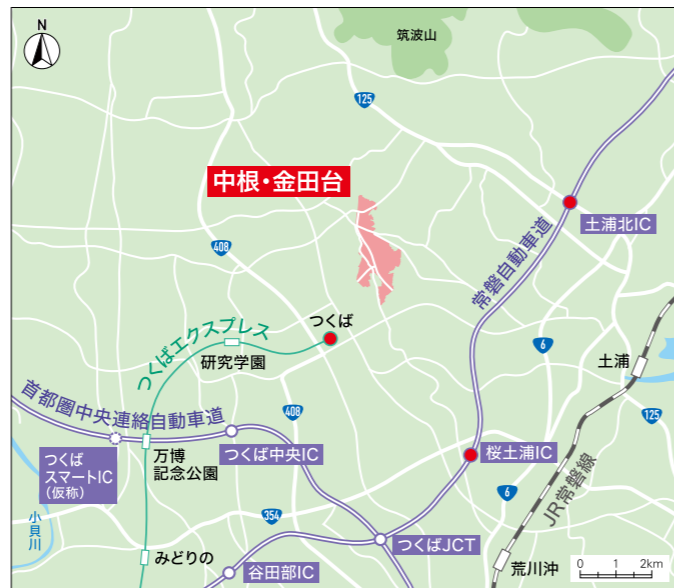 N
筑波山
125
中根・金田台
土浦北IC
408
常磐自動車道
つくば
つくばエクスプレス
研究学園
6
土浦
首都圏中央連絡自動車道
408
125
つくば
スマートIC
(仮称)
万博
記念公園
つくば中央IC
桜土浦IC
6
JR常磐線
小貝川
354
みどりの
つくばJCT
谷田部IC
荒川沖
0 1 2km